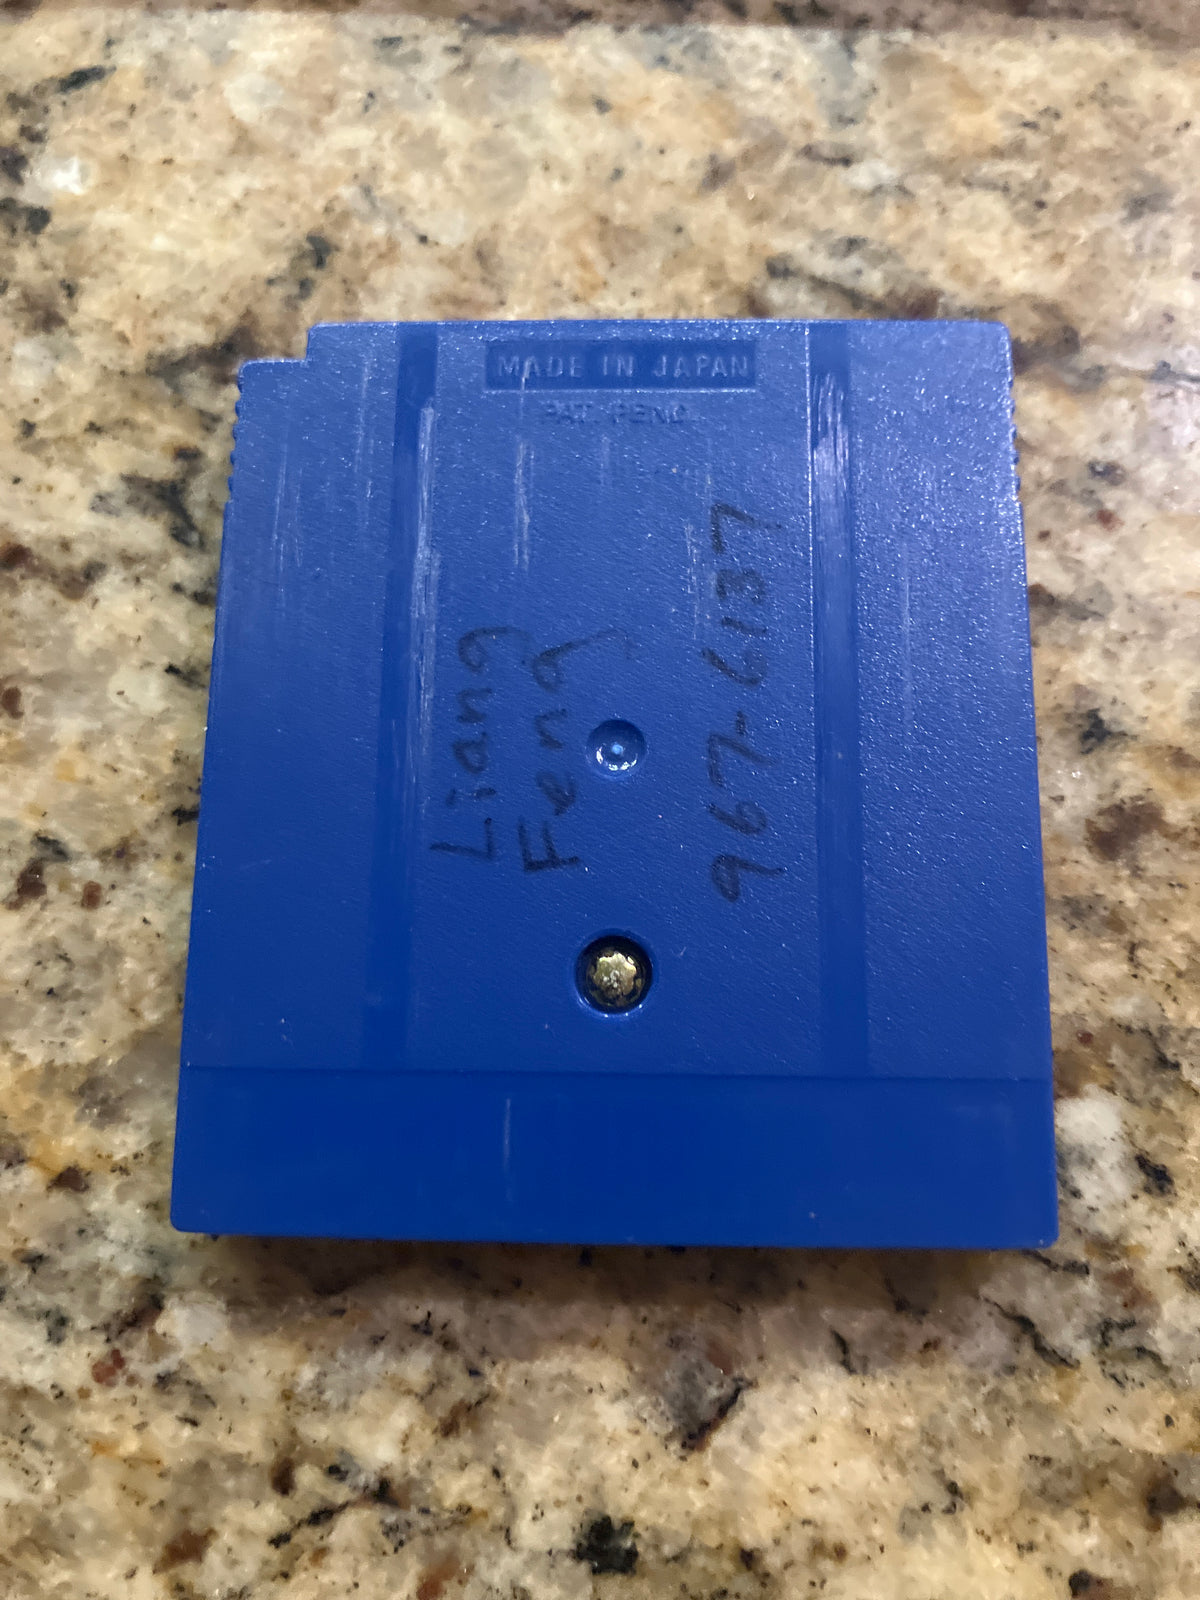 MADE IN JAPAN
PAT. PEND.
Liang
Feng
967-6137